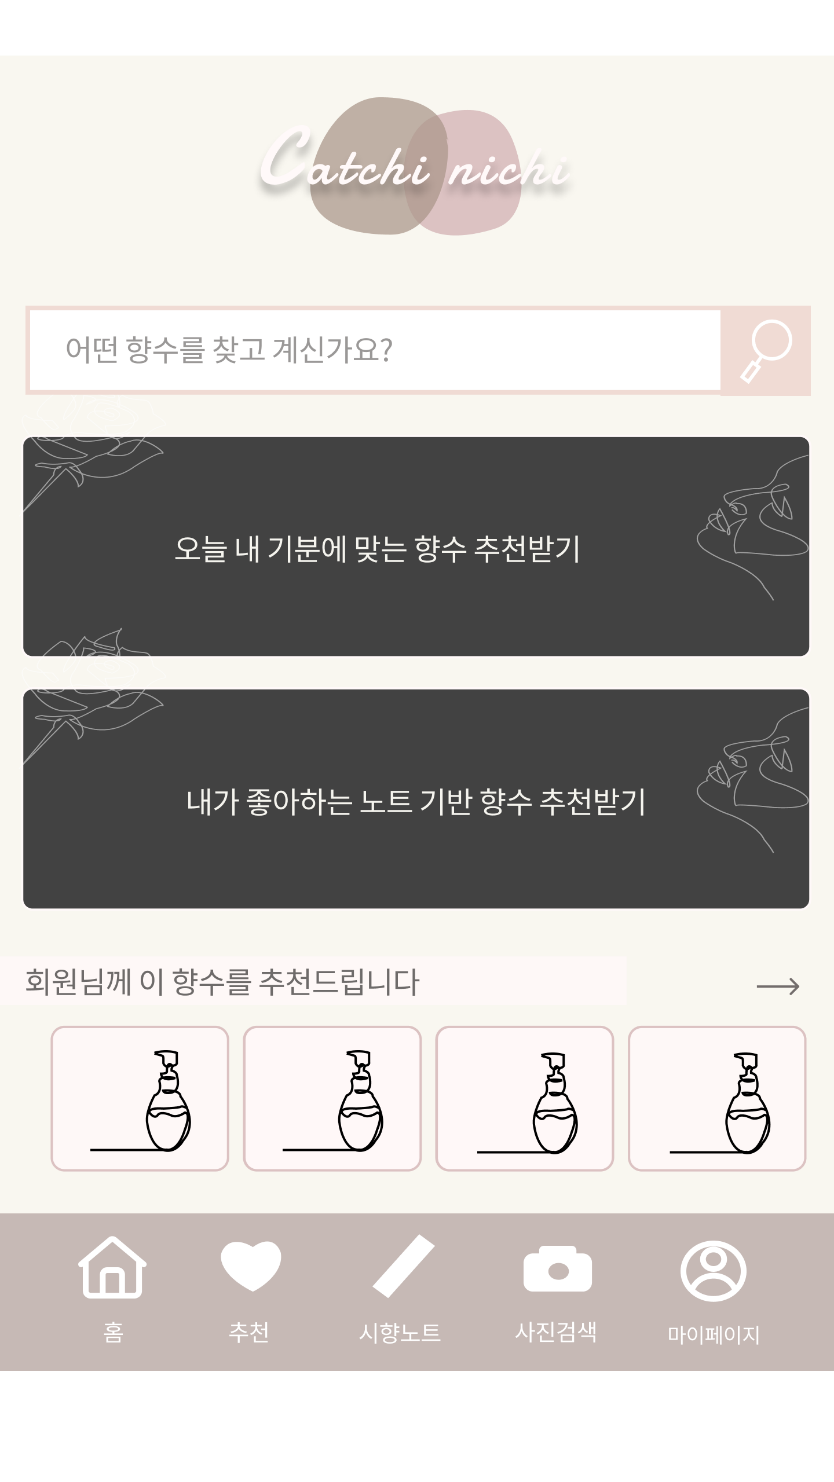 Catchi nichi
어떤 향수를 찾고 계신가요?
오늘 내 기분에 맞는 향수 추천받기
내가 좋아하는 노트 기반 향수 추천받기
회원님께 이 향수를 추천드립니다
홈
추천
시향노트
사진검색
마이페이지